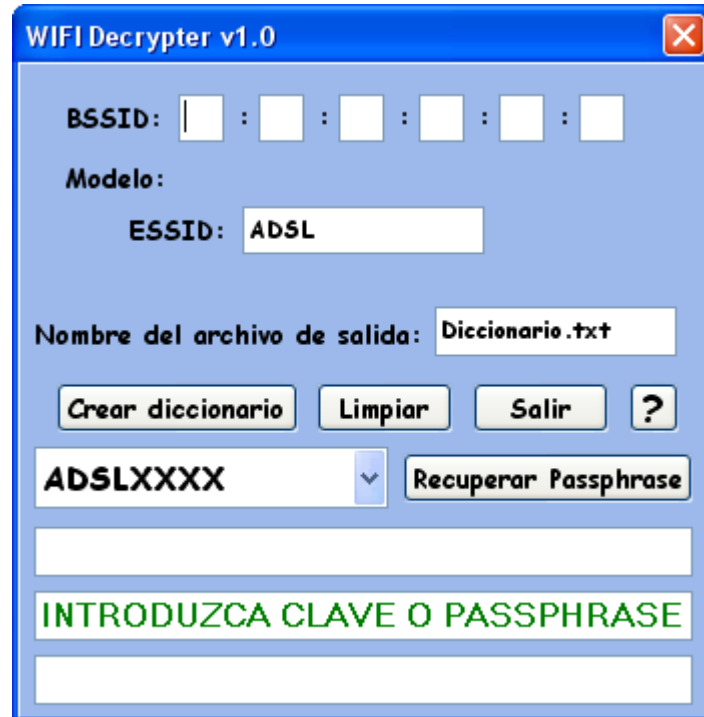 WIFI Decrypter v1.0
BSSID: : : : : :
Modelo:
ESSID: ADSL
Nombre del archivo de salida: Diccionario.txt
Crear diccionario Limpiar Salir ?
ADSLXXXX Recuperar Passphrase
INTRODUZCA CLAVE O PASSPHRASE